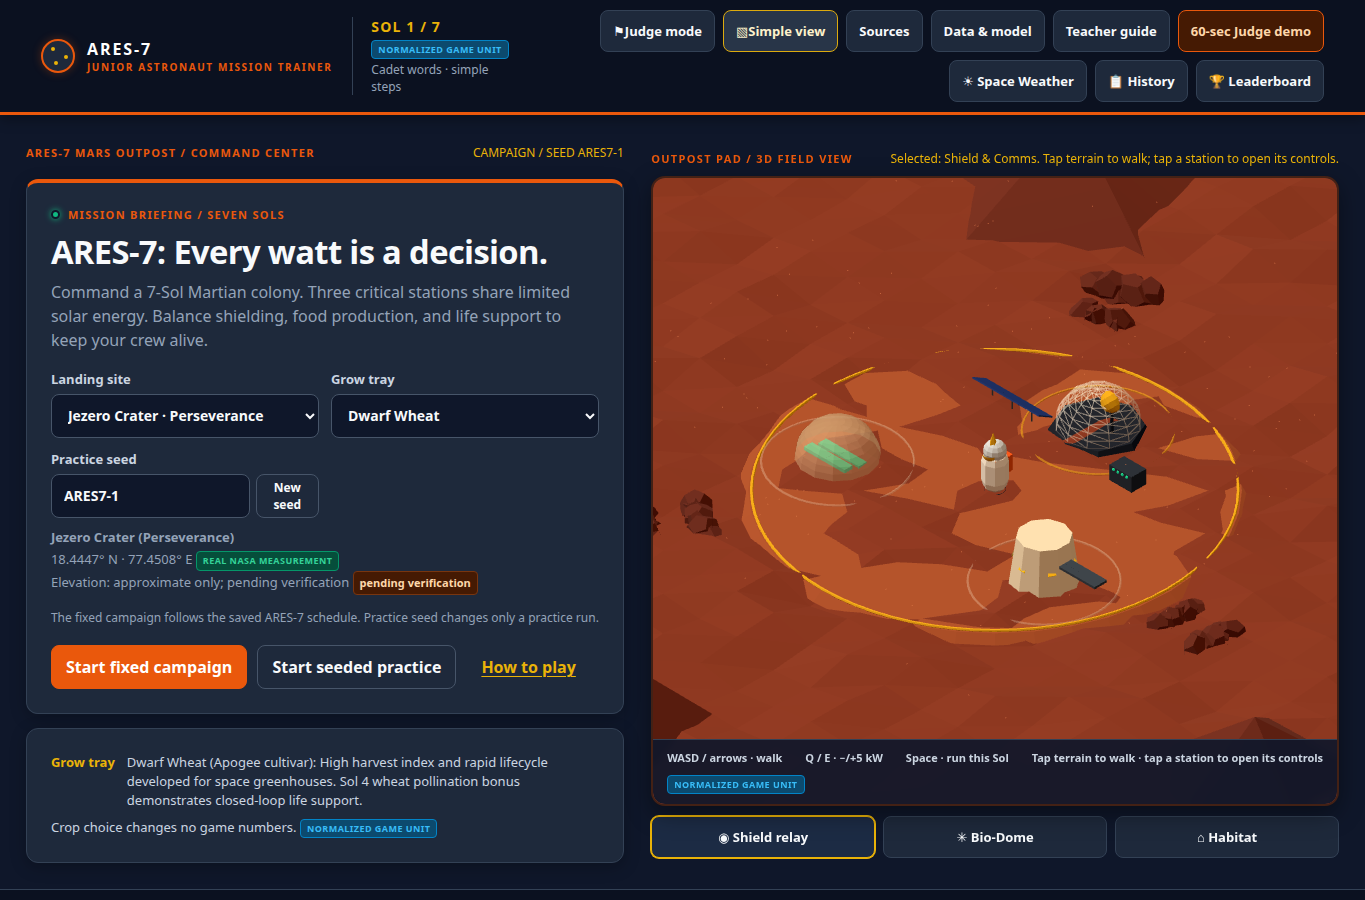 ARES-7
JUNIOR ASTRONAUT MISSION TRAINER
SOL 1 / 7
NORMALIZED GAME UNIT
Cadet words · simple
steps
Judge mode
Simple view
Sources
Data & model
Teacher guide
60-sec Judge demo
Space Weather
History
Leaderboard
ARES-7 MARS OUTPOST / COMMAND CENTER
CAMPAIGN / SEED ARES7-1
MISSION BRIEFING / SEVEN SOLS
ARES-7: Every watt is a decision.
Command a 7-Sol Martian colony. Three critical stations share limited
solar energy. Balance shielding, food production, and life support to
keep your crew alive.
Landing site
Grow tray
Jezero Crater · Perseverance
Dwarf Wheat
Practice seed
ARES7-1
New
seed
Jezero Crater (Perseverance)
18.4447° N · 77.4508° E REAL NASA MEASUREMENT
Elevation: approximate only; pending verification pending verification
The fixed campaign follows the saved ARES-7 schedule. Practice seed changes only a practice run.
Start fixed campaign
Start seeded practice
How to play
Grow tray Dwarf Wheat (Apogee cultivar): High harvest index and rapid lifecycle
developed for space greenhouses. Sol 4 wheat pollination bonus
demonstrates closed-loop life support.
Crop choice changes no game numbers. NORMALIZED GAME UNIT
OUTPOST PAD / 3D FIELD VIEW
Selected: Shield & Comms. Tap terrain to walk; tap a station to open its controls.
WASD / arrows · walk
Q / E · −/+5 kW
Space · run this Sol
Tap terrain to walk · tap a station to open its controls
NORMALIZED GAME UNIT
◉ Shield relay
✳ Bio-Dome
⌂ Habitat